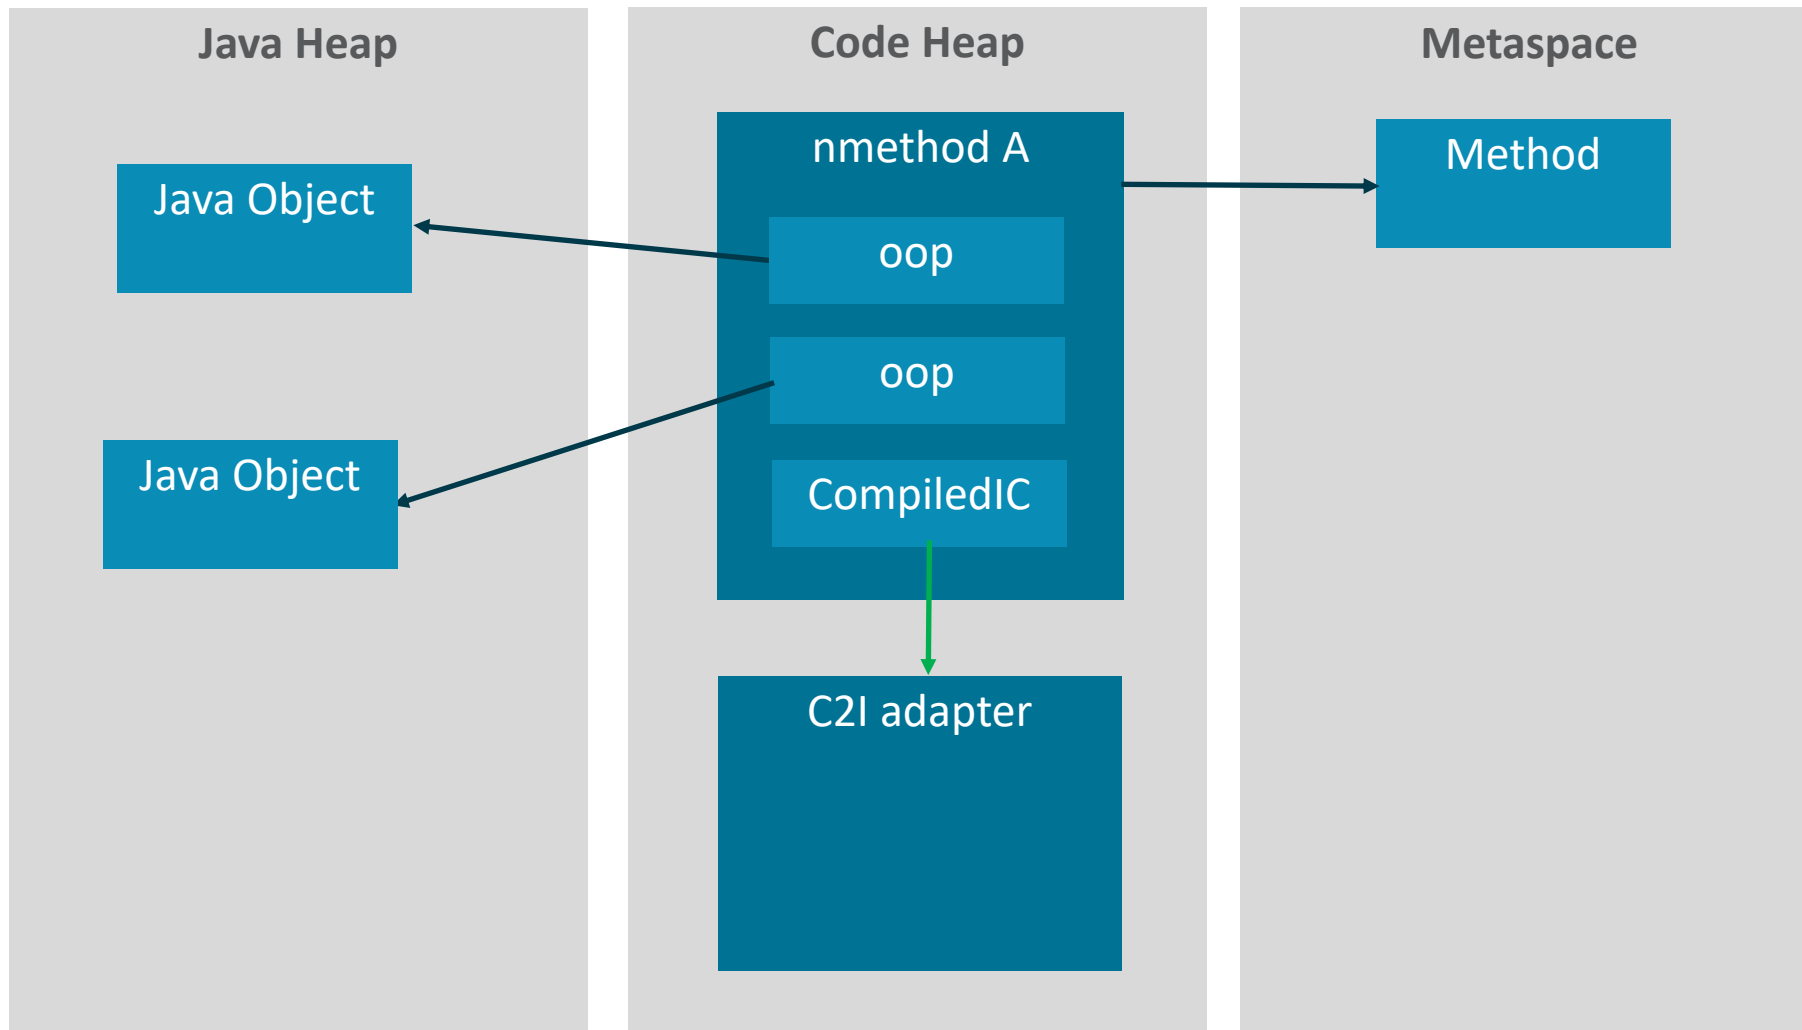 Java Heap
Java Object
Java Object
Code Heap
nmethod A
oop
oop
CompiledIC
C2I adapter
Metaspace
Method